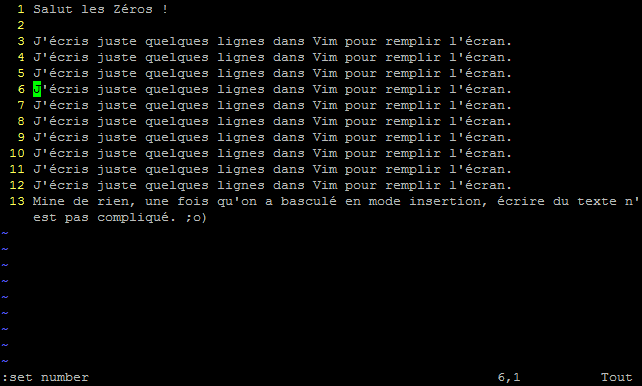 1 Salut les Zéros !
2
3 J'écris juste quelques lignes dans Vim pour remplir l'écran.
4 J'écris juste quelques lignes dans Vim pour remplir l'écran.
5 J'écris juste quelques lignes dans Vim pour remplir l'écran.
6 J'écris juste quelques lignes dans Vim pour remplir l'écran.
7 J'écris juste quelques lignes dans Vim pour remplir l'écran.
8 J'écris juste quelques lignes dans Vim pour remplir l'écran.
9 J'écris juste quelques lignes dans Vim pour remplir l'écran.
10 J'écris juste quelques lignes dans Vim pour remplir l'écran.
11 J'écris juste quelques lignes dans Vim pour remplir l'écran.
12 J'écris juste quelques lignes dans Vim pour remplir l'écran.
13 Mine de rien, une fois qu'on a basculé en mode insertion, écrire du texte n'
est pas compliqué. ;o)
~
~
~
~
~
~
~
~
~
:set number 6,1 Tout